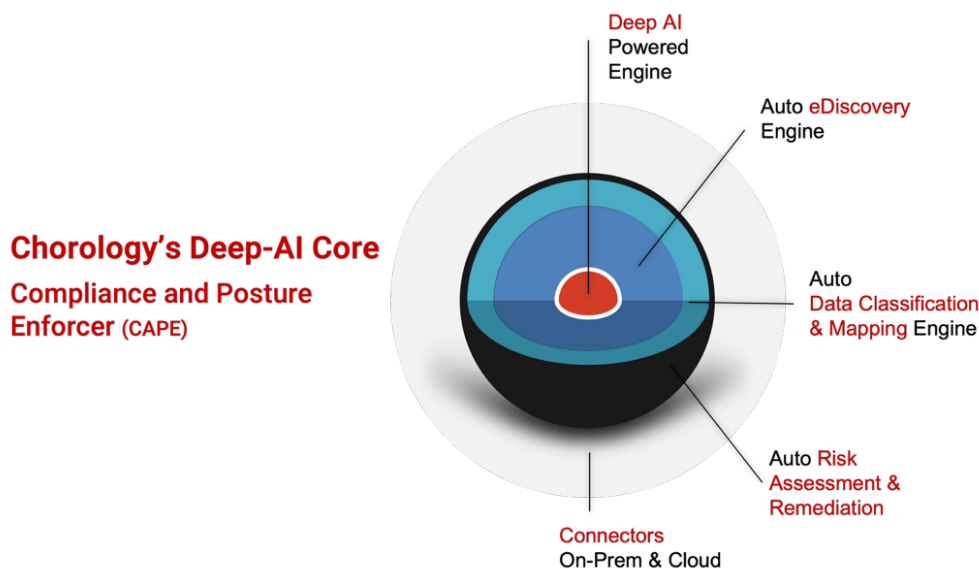 Deep AI
Powered
Engine
Auto eDiscovery
Engine
Chorology’s Deep-AI Core
Compliance and Posture
Enforcer (CAPE)
Auto
Data Classification
& Mapping Engine
Auto Risk
Assessment &
Remediation
Connectors
On-Prem & Cloud